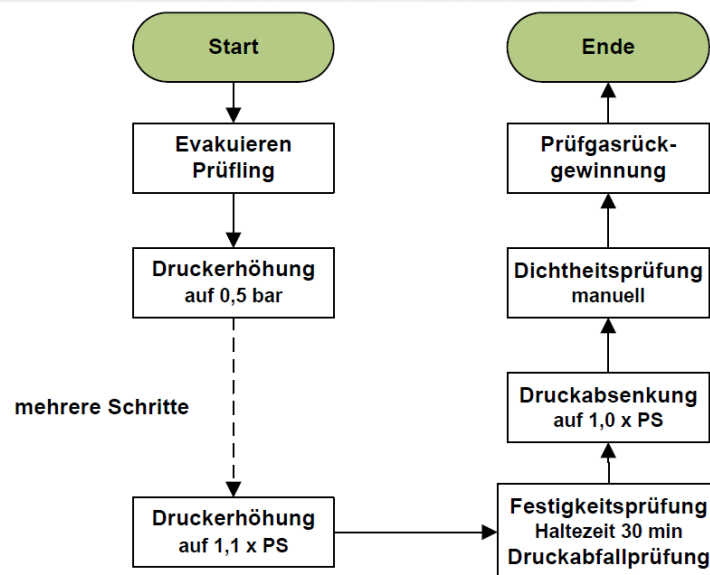 Start
Evakuieren
Prüfling
Druckerhöhung
auf 0,5 bar
mehrere Schritte
Druckerhöhung
auf 1,1 x PS
Festigkeitsprüfung
Haltezeit 30 min
Druckabfallprüfung
Druckabsenkung
auf 1,0 x PS
Dichtheitsprüfung
manuell
Prüfgasrück-
gewinnung
Ende